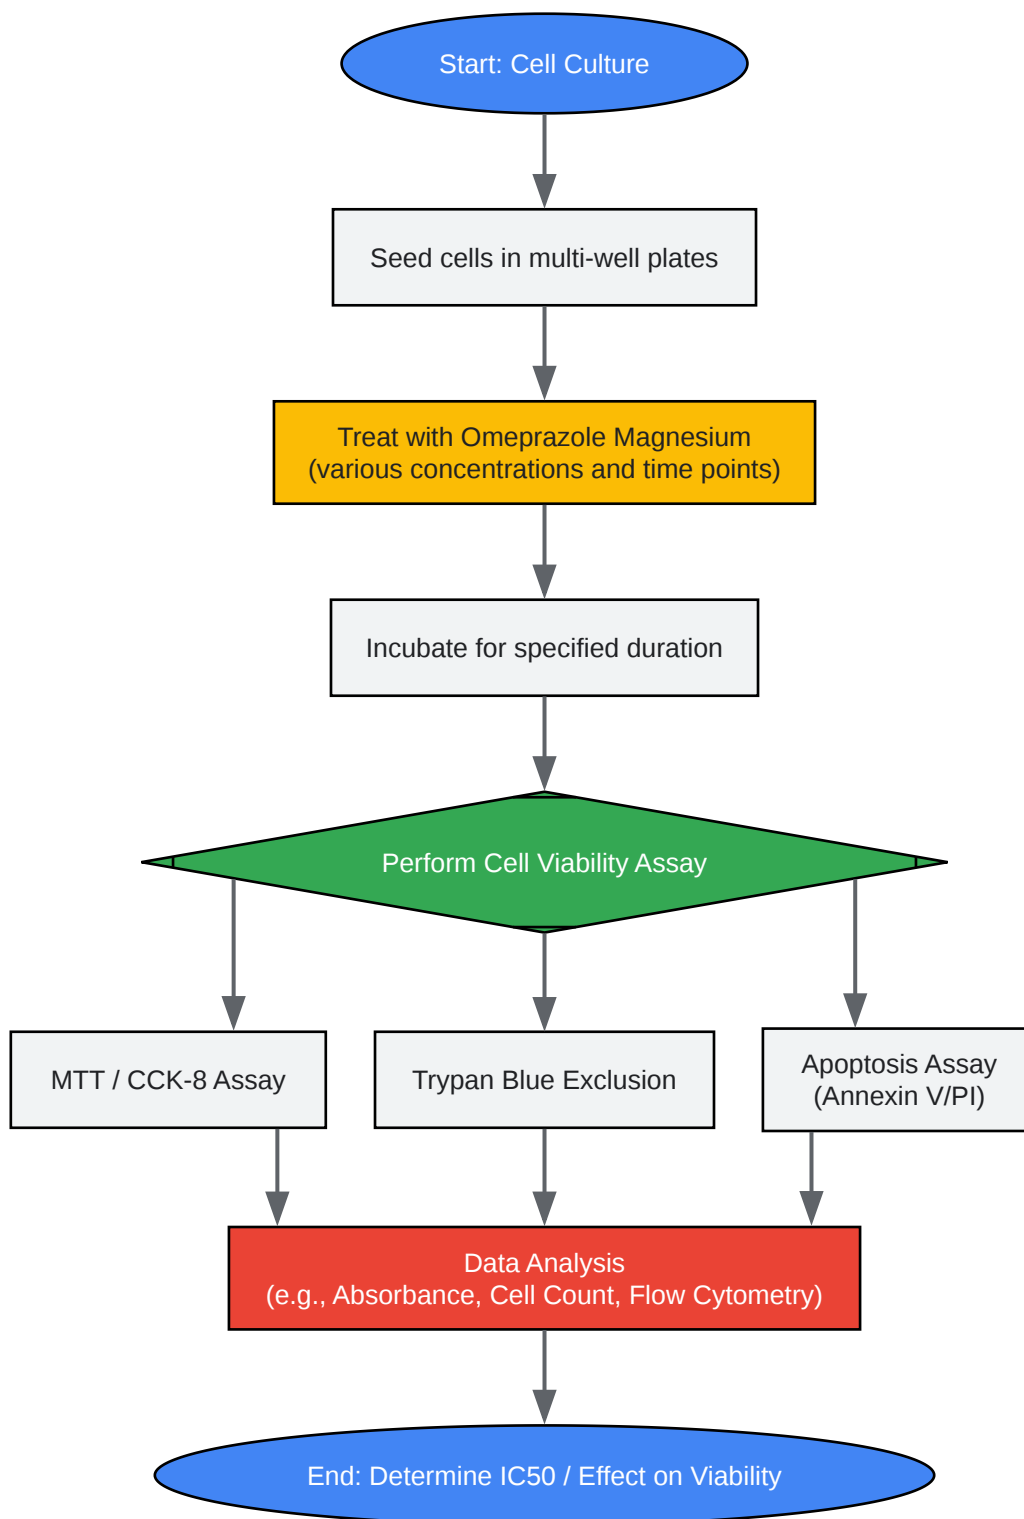 Start: Cell Culture
Seed cells in multi-well plates
Treat with Omeprazole Magnesium
(various concentrations and time points)
Incubate for specified duration
Perform Cell Viability Assay
MTT / CCK-8 Assay
Trypan Blue Exclusion
Apoptosis Assay
(Annexin V/PI)
Data Analysis
(e.g., Absorbance, Cell Count, Flow Cytometry)
End: Determine IC50 / Effect on Viability